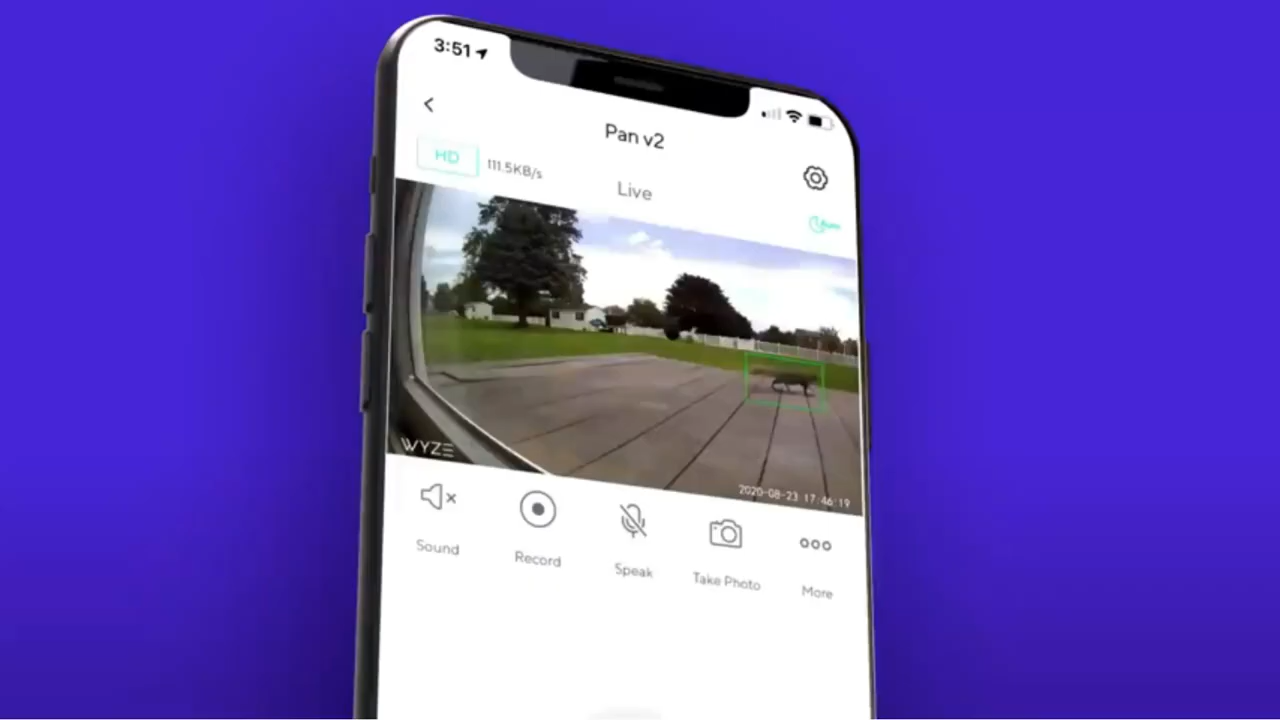 3:51
Pan v2
HD 111.5KB/s
Live
WYZE
2020-08-23 17:46:19
Sound
Record
Speak
Take Photo
More